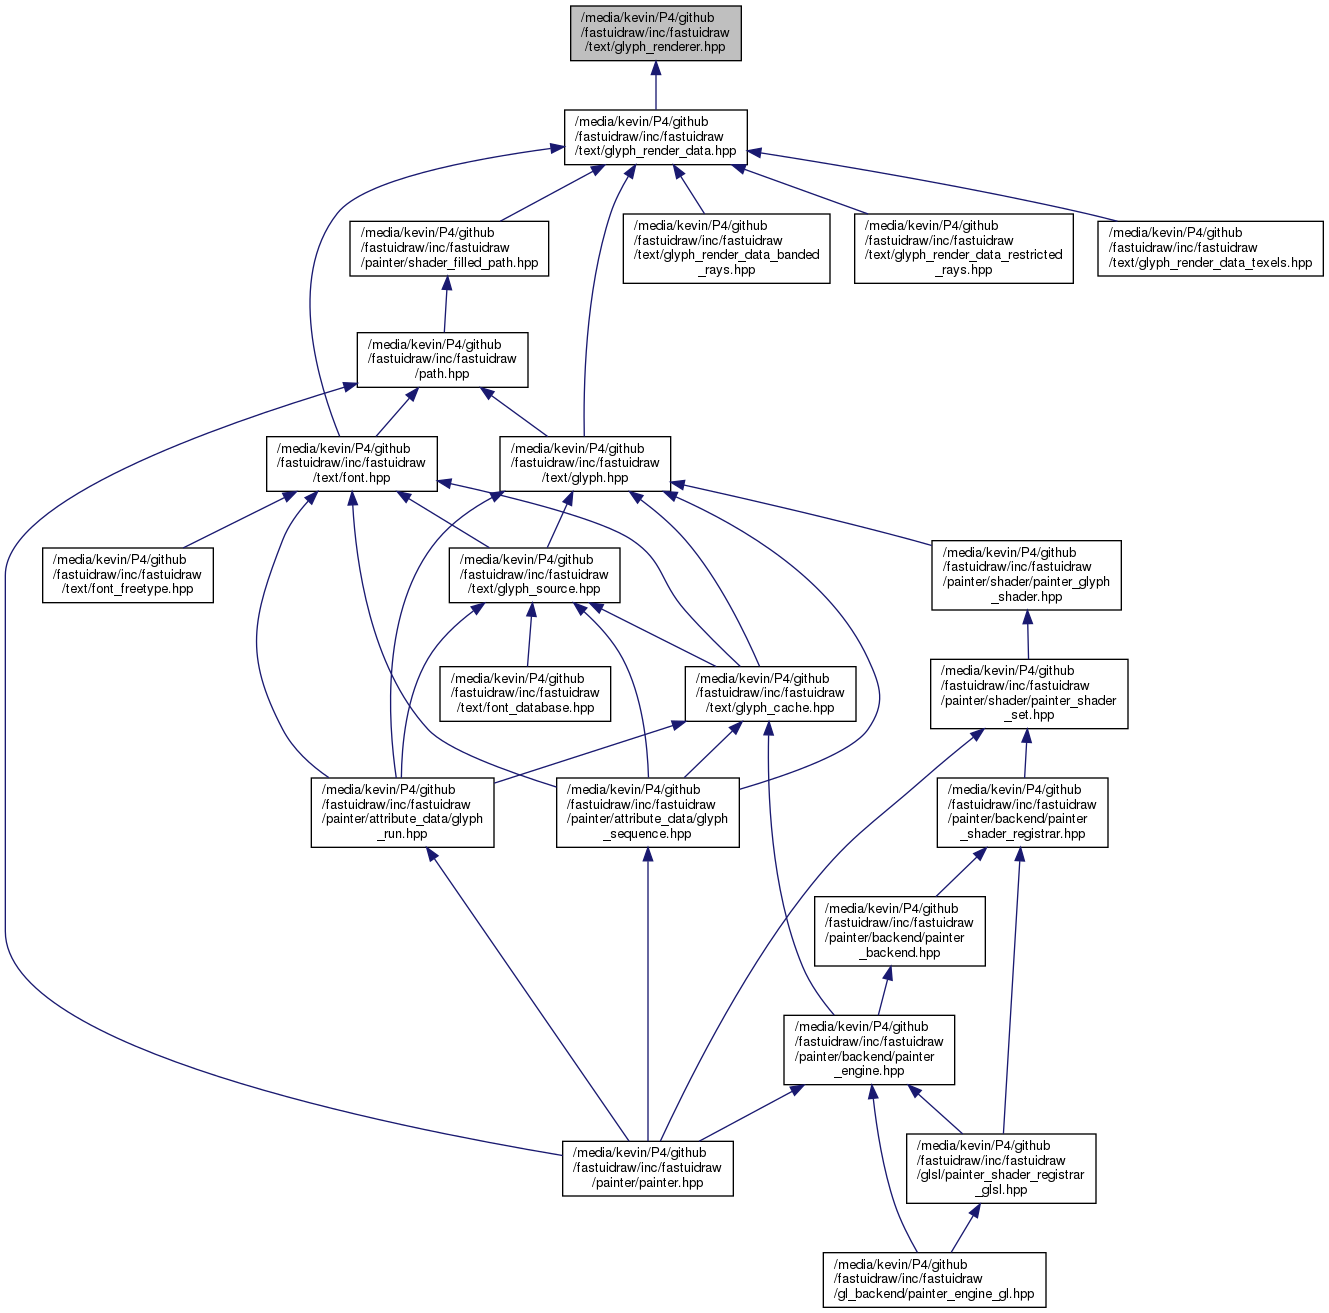 /media/kevin/P4/github
/fastuidraw/inc/fastuidraw
/text/glyph_renderer.hpp
/media/kevin/P4/github
/fastuidraw/inc/fastuidraw
/text/glyph_render_data.hpp
/media/kevin/P4/github
/fastuidraw/inc/fastuidraw
/painter/shader_filled_path.hpp
/media/kevin/P4/github
/fastuidraw/inc/fastuidraw
/text/glyph_render_data_banded
_rays.hpp
/media/kevin/P4/github
/fastuidraw/inc/fastuidraw
/text/glyph_render_data_restricted
_rays.hpp
/media/kevin/P4/github
/fastuidraw/inc/fastuidraw
/text/glyph_render_data_texels.hpp
/media/kevin/P4/github
/fastuidraw/inc/fastuidraw
/path.hpp
/media/kevin/P4/github
/fastuidraw/inc/fastuidraw
/text/font.hpp
/media/kevin/P4/github
/fastuidraw/inc/fastuidraw
/text/glyph.hpp
/media/kevin/P4/github
/fastuidraw/inc/fastuidraw
/text/font_freetype.hpp
/media/kevin/P4/github
/fastuidraw/inc/fastuidraw
/text/glyph_source.hpp
/media/kevin/P4/github
/fastuidraw/inc/fastuidraw
/painter/shader/painter_glyph
_shader.hpp
/media/kevin/P4/github
/fastuidraw/inc/fastuidraw
/text/font_database.hpp
/media/kevin/P4/github
/fastuidraw/inc/fastuidraw
/text/glyph_cache.hpp
/media/kevin/P4/github
/fastuidraw/inc/fastuidraw
/painter/shader/painter_shader
_set.hpp
/media/kevin/P4/github
/fastuidraw/inc/fastuidraw
/painter/attribute_data/glyph
_run.hpp
/media/kevin/P4/github
/fastuidraw/inc/fastuidraw
/painter/attribute_data/glyph
_sequence.hpp
/media/kevin/P4/github
/fastuidraw/inc/fastuidraw
/painter/backend/painter
_shader_registrar.hpp
/media/kevin/P4/github
/fastuidraw/inc/fastuidraw
/painter/backend/painter
_backend.hpp
/media/kevin/P4/github
/fastuidraw/inc/fastuidraw
/painter/backend/painter
_engine.hpp
/media/kevin/P4/github
/fastuidraw/inc/fastuidraw
/painter/painter.hpp
/media/kevin/P4/github
/fastuidraw/inc/fastuidraw
/glsl/painter_shader_registrar
_glsl.hpp
/media/kevin/P4/github
/fastuidraw/inc/fastuidraw
/gl_backend/painter_engine_gl.hpp